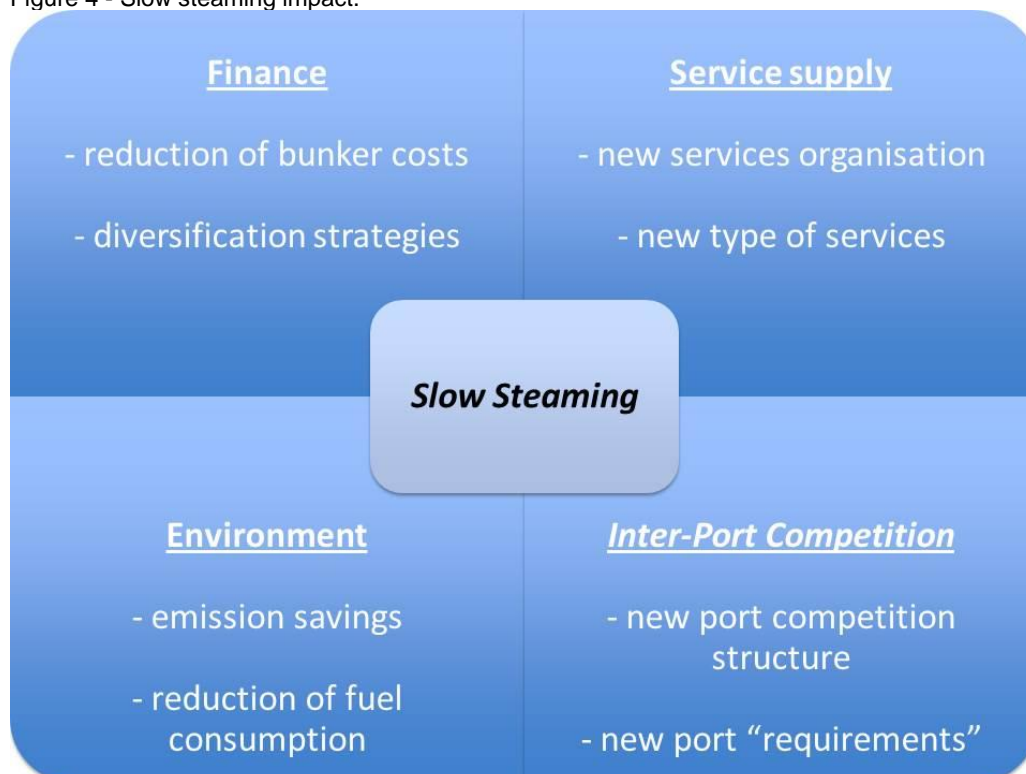 Figure 4 - Slow steaming impact.
Finance
- reduction of bunker costs
- diversification strategies
Service supply
- new services organisation
- new type of services
Slow Steaming
Environment
- emission savings
- reduction of fuel
consumption
Inter-Port Competition
- new port competition
structure
- new port “requirements”